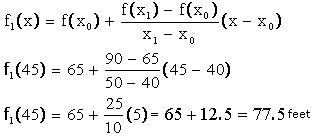 f₁(x) = f(x₀) + f(x₁) − f(x₀) / x₁ − x₀ (x − x₀)
f₁(45) = 65 + 90 − 65 / 50 − 40 (45 − 40)
f₁(45) = 65 + 25 / 10 (5) = 65 + 12.5 = 77.5 feet